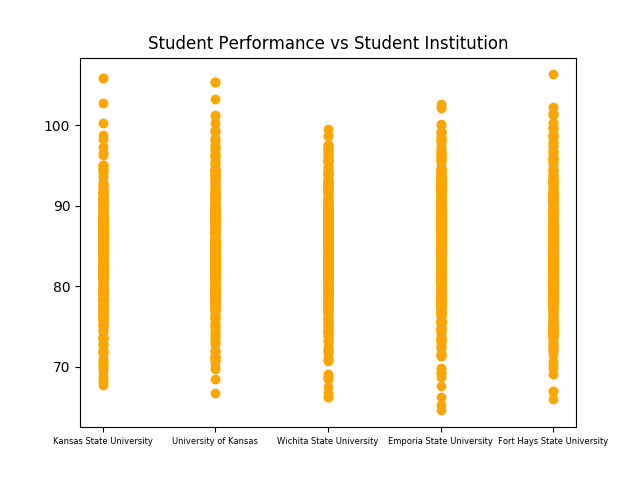 Student Performance vs Student Institution
100
90
80
70
Kansas State University
University of Kansas
Wichita State University
Emporia State University
Fort Hays State University